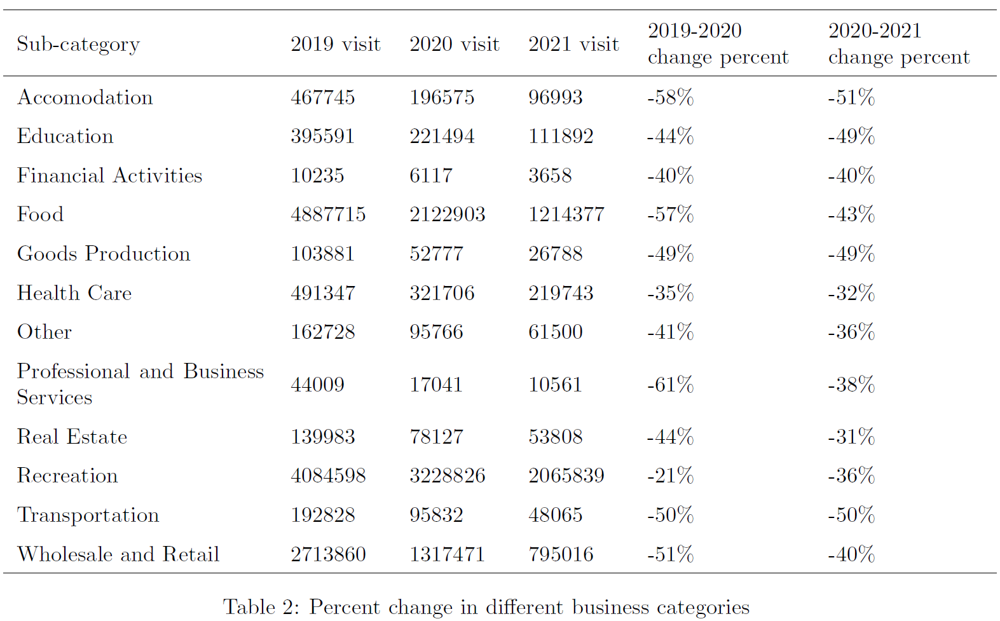 Sub-category 2019 visit 2020 visit 2021 visit 2019-2020 change percent 2020-2021 change percent
Accomodation 467745 196575 96993 -58% -51%
Education 395591 221494 111892 -44% -49%
Financial Activities 10235 6117 3658 -40% -40%
Food 4887715 2122903 1214377 -57% -43%
Goods Production 103881 52777 26788 -49% -49%
Health Care 491347 321706 219743 -35% -32%
Other 162728 95766 61500 -41% -36%
Professional and Business Services 44009 17041 10561 -61% -38%
Real Estate 139983 78127 53808 -44% -31%
Recreation 4084598 3228826 2065839 -21% -36%
Transportation 192828 95832 48065 -50% -50%
Wholesale and Retail 2713860 1317471 795016 -51% -40%
Table 2: Percent change in different business categories